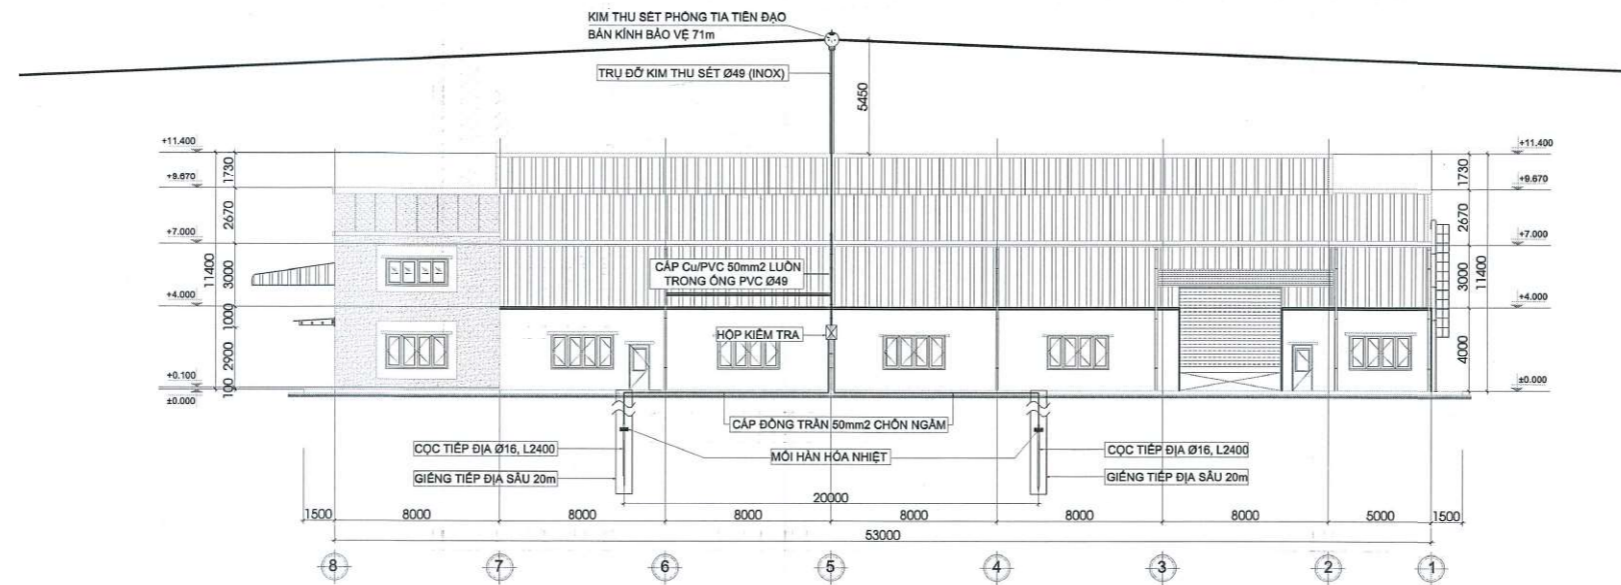 KIM THU SÉT PHÓNG TIA TIÊN ĐẠO
BÁN KÍNH BẢO VỆ 71m
TRỤ ĐỠ KIM THU SÉT Ø49 (INOX)
5450
+11.400
+9.670
+7.000
+4.000
+0.100
±0.000
11400
1730
2670
3000
1000
2900
100
CÁP Cu/PVC 50mm2 LUỒN
TRONG ỐNG PVC Ø49
HỘP KIỂM TRA
+11.400
+9.670
+7.000
+4.000
±0.000
1730
2670
3000
4000
11400
CÁP ĐỒNG TRẦN 50mm2 CHÔN NGẦM
CỌC TIẾP ĐỊA Ø16, L2400
MỐI HÀN HÓA NHIỆT
CỌC TIẾP ĐỊA Ø16, L2400
GIẾNG TIẾP ĐỊA SÂU 20m
GIẾNG TIẾP ĐỊA SÂU 20m
20000
1500 8000 8000 8000 8000 8000 8000 5000 1500
53000
8 7 6 5 4 3 2 1